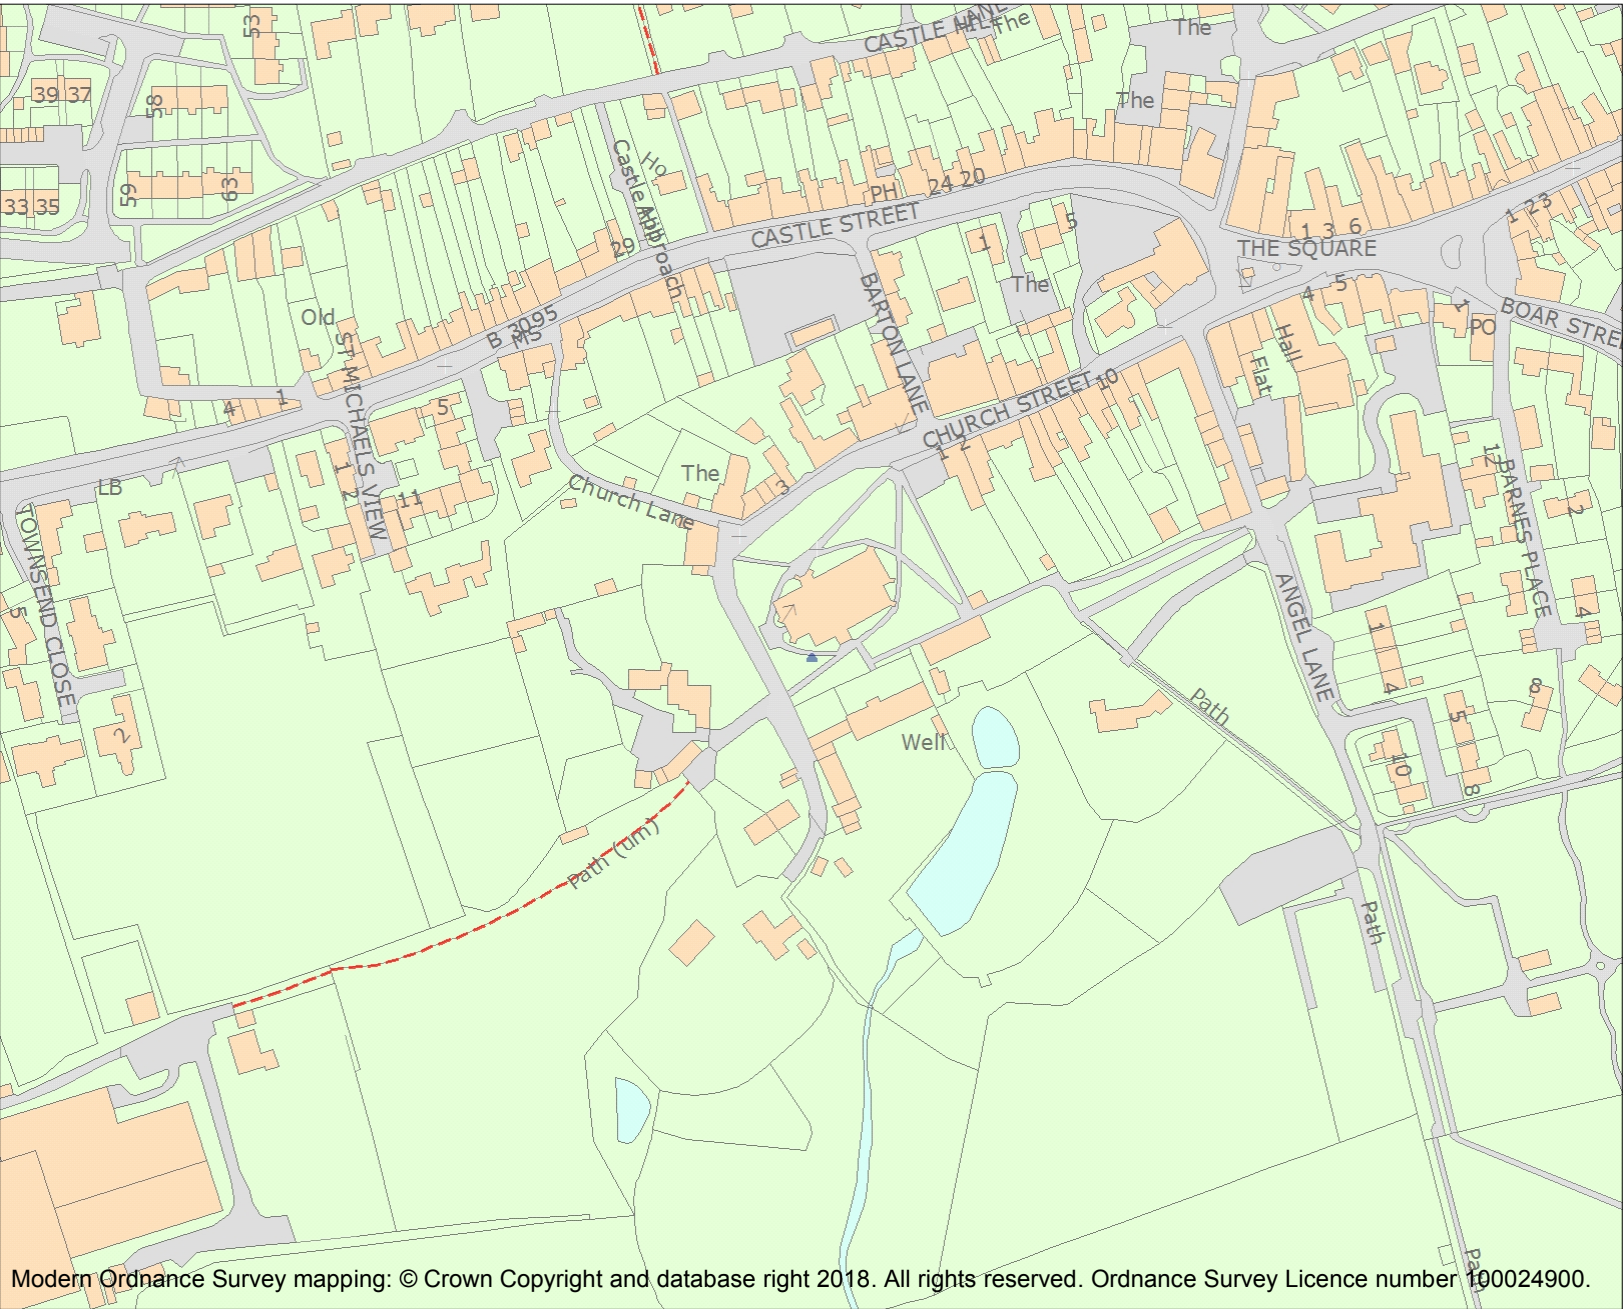 53
CASTLE HILL
CASTLE LANE
The
The
39 37
58
The
Ho
Castle
Approach
59
63
33 35
PH
24 20
CASTLE STREET
5
1
29
1 3 6
THE SQUARE
1 2 3
The
BARTON LANE
4
5
1
BOAR STREE
Old
B 3095
MS
PO
Hall
Flat
ST MICHAELS VIEW
4
1
5
10
CHURCH STREET
1 2
LB
1
2
11
The
3
Church Lane
12
BARNES PLACE
2
TOWNSEND CLOSE
5
ANGEL LANE
1
4
4
8
2
Path
Well
5
10
8
Path (um)
Path
Path
Modern Ordnance Survey mapping: © Crown Copyright and database right 2018. All rights reserved. Ordnance Survey Licence number 100024900.